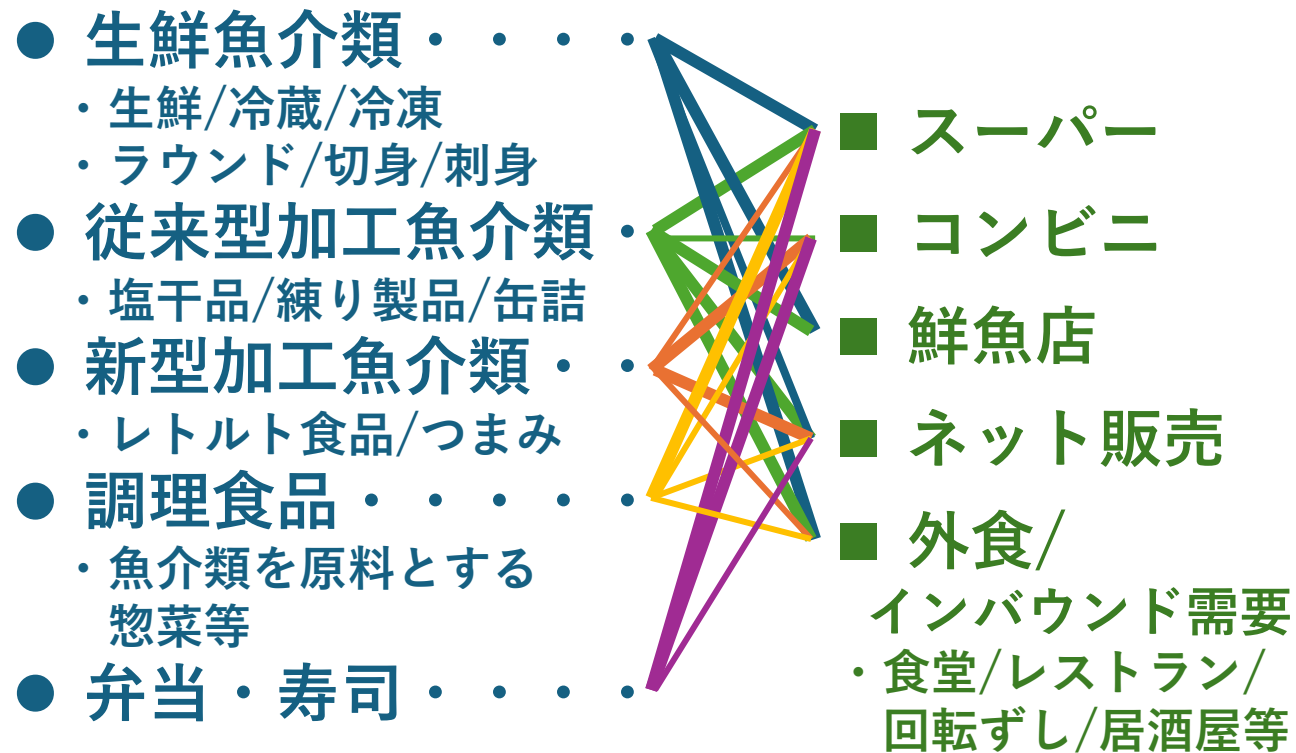 ● 生鮮魚介類・・・・
・生鮮/冷蔵/冷凍
・ラウンド/切身/刺身
● 従来型加工魚介類・
・塩干品/練り製品/缶詰
● 新型加工魚介類・・
・レトルト食品/つまみ
● 調理食品・・・・・
・魚介類を原料とする
惣菜等
● 弁当・寿司・・・・
■ スーパー
■ コンビニ
■ 鮮魚店
■ ネット販売
■ 外食/
インバウンド需要
・食堂/レストラン/
回転ずし/居酒屋等